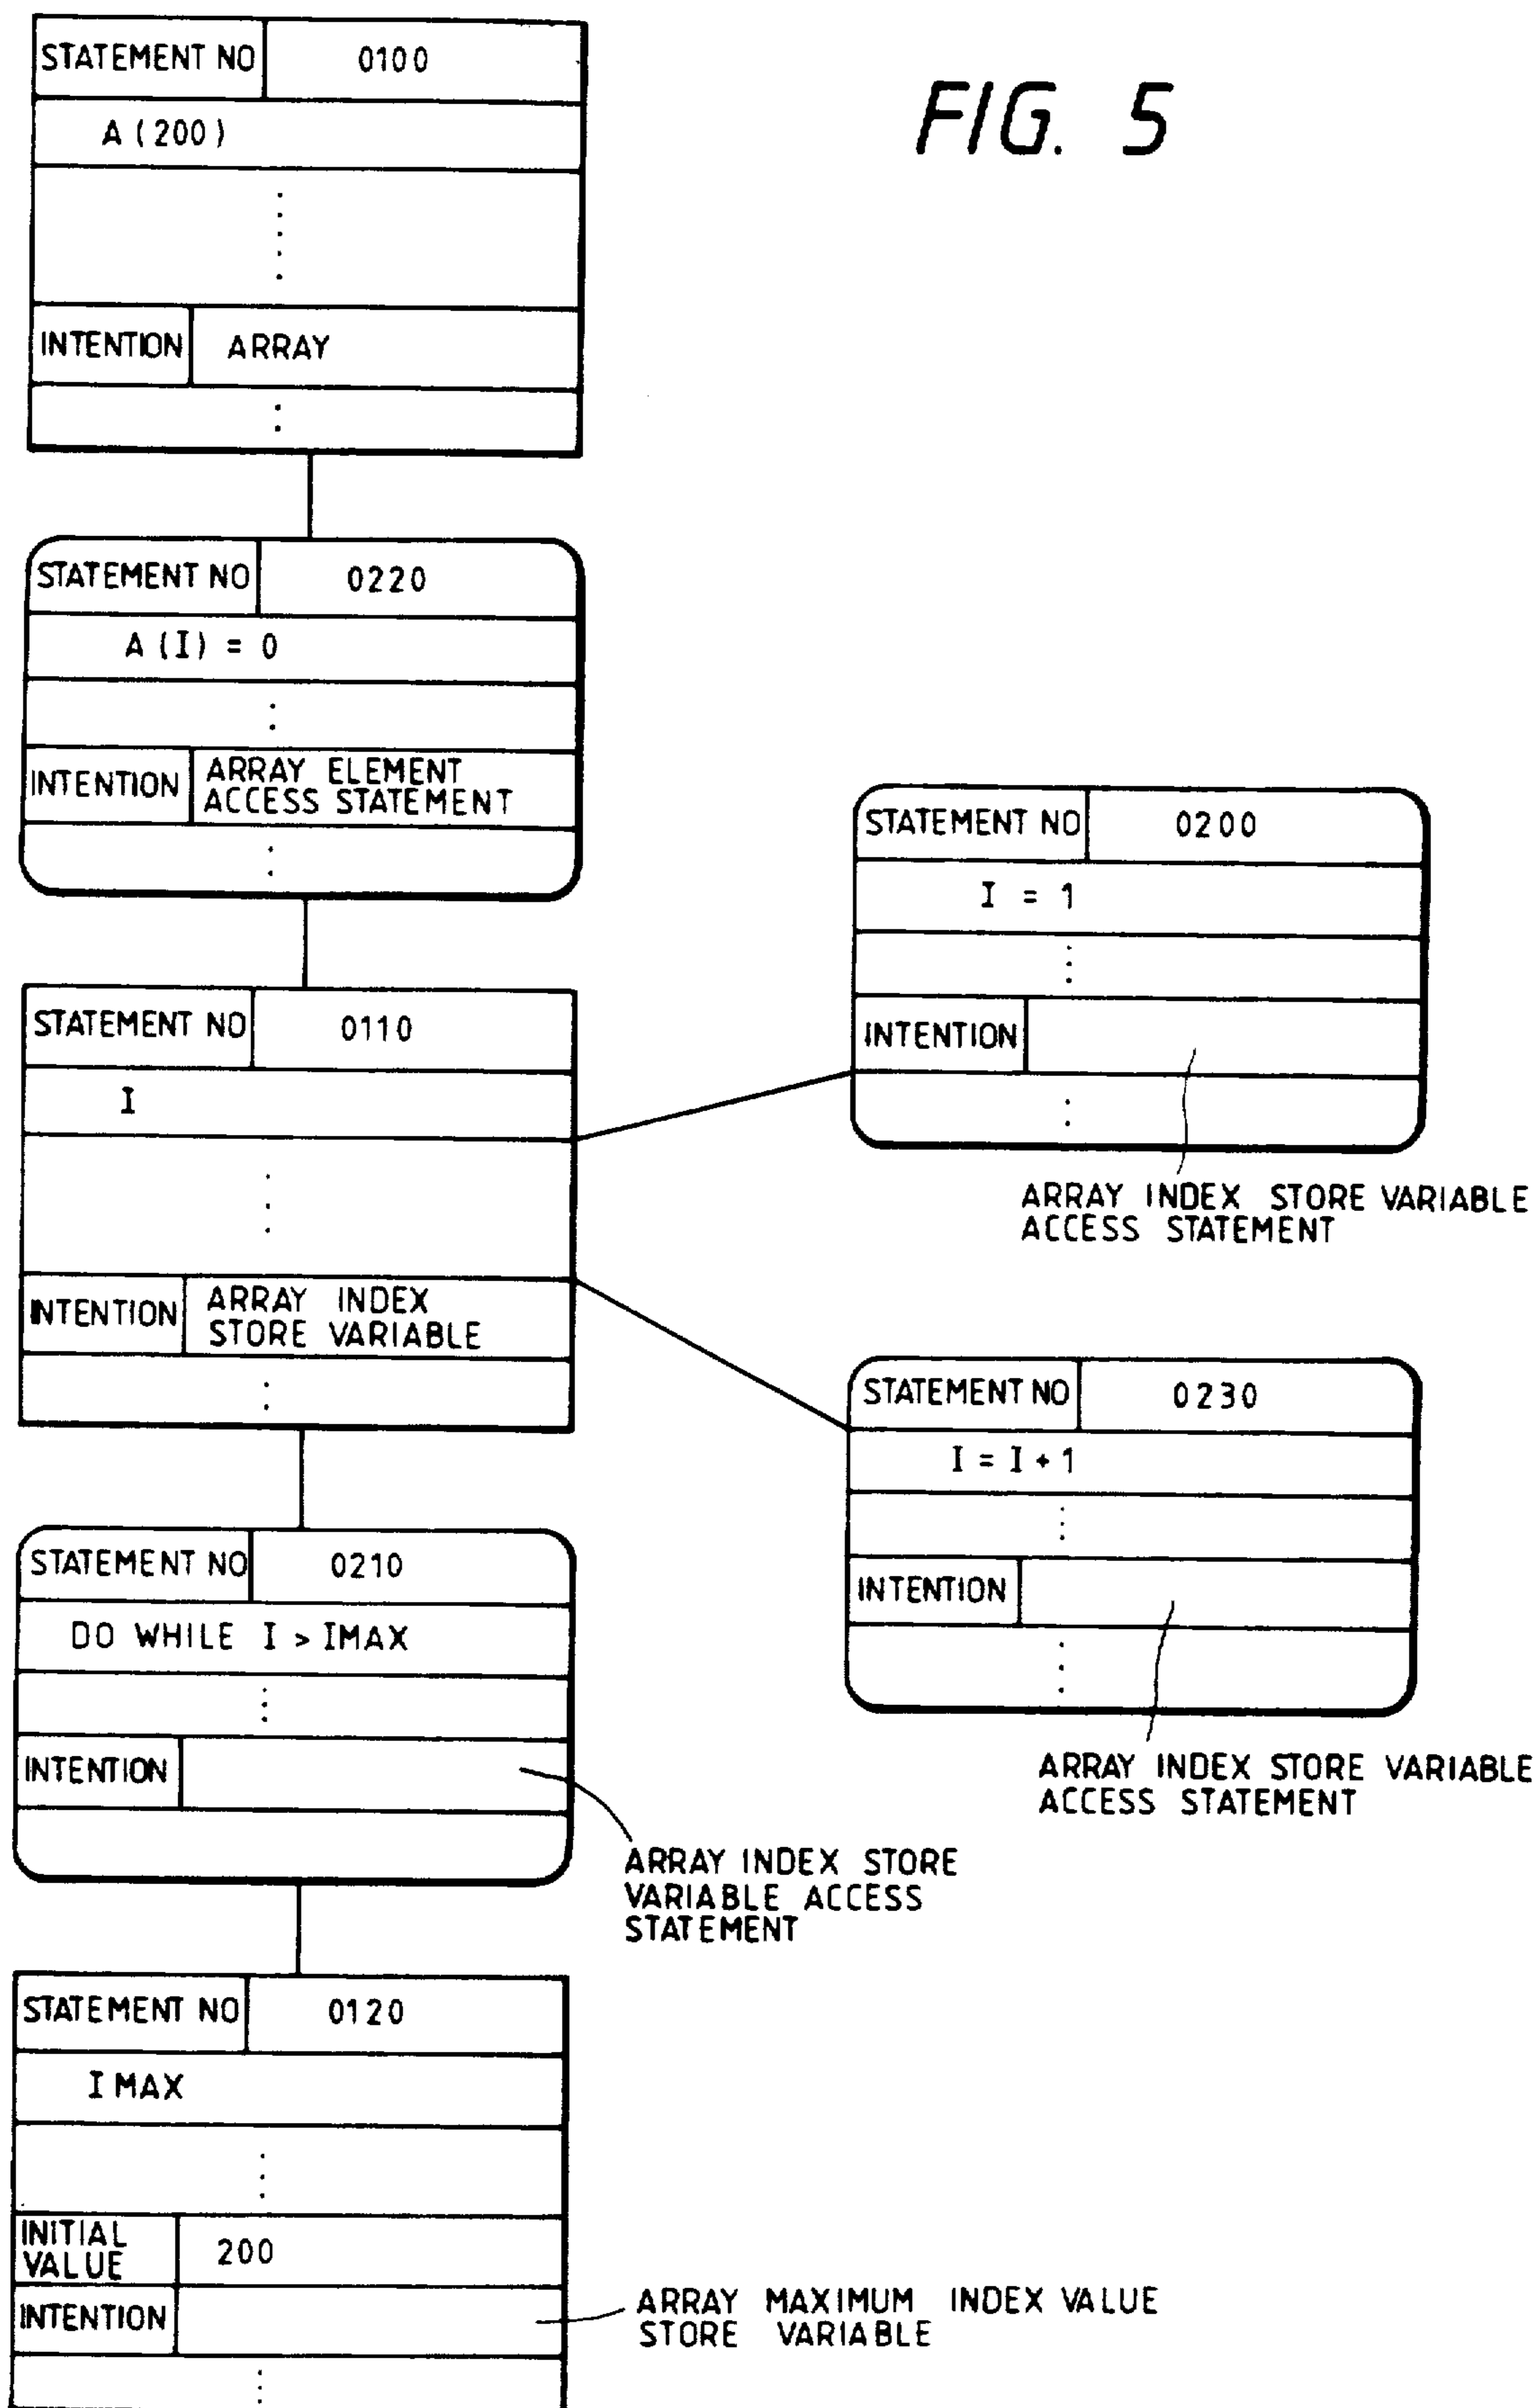 FIG. 5
STATEMENT NO 0100
A (200)
INTENTION ARRAY
STATEMENT NO 0220
A (I) = 0
INTENTION ARRAY ELEMENT
ACCESS STATEMENT
STATEMENT NO 0200
I = 1
INTENTION
ARRAY INDEX STORE VARIABLE
ACCESS STATEMENT
STATEMENT NO 0110
I
INTENTION ARRAY INDEX
STORE VARIABLE
STATEMENT NO 0230
I = I + 1
INTENTION
ARRAY INDEX STORE VARIABLE
ACCESS STATEMENT
STATEMENT NO 0210
DO WHILE I > IMAX
INTENTION
ARRAY INDEX STORE
VARIABLE ACCESS
STATEMENT
STATEMENT NO 0120
I MAX
INITIAL
VALUE 200
INTENTION
ARRAY MAXIMUM INDEX VALUE
STORE VARIABLE